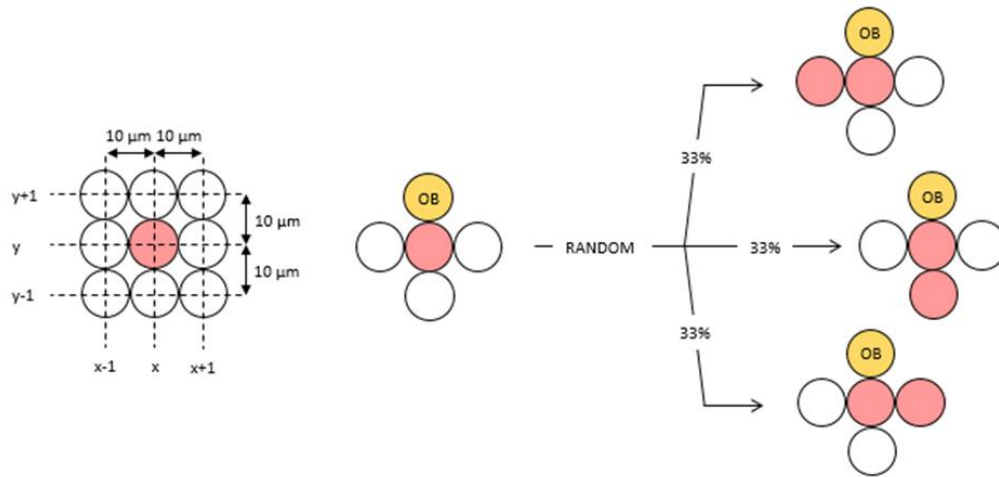 10 µm 10 µm
y+1
10 µm
y
10 µm
y-1
x-1 x x+1
OB
RANDOM
33%
33%
33%
OB
OB
OB